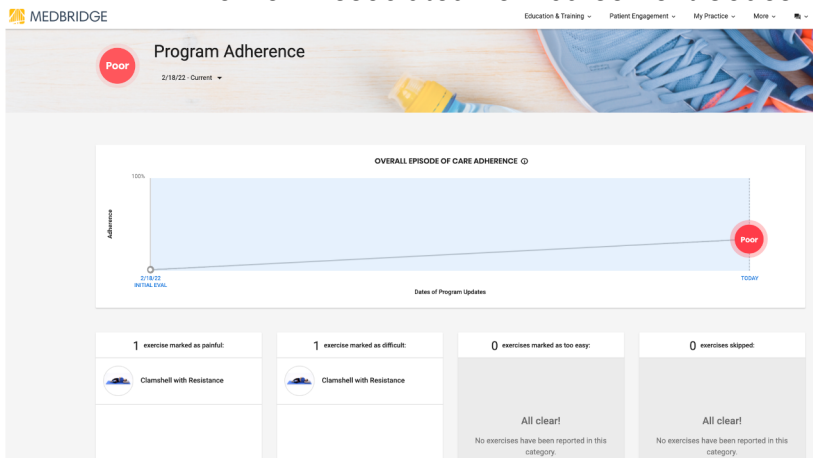 MEDBRIDGE
Education & Training
Patient Engagement
My Practice
More
Poor
Program Adherence
2/18/22 - Current
OVERALL EPISODE OF CARE ADHERENCE
100%
Adherence
Poor
2/18/22
INITIAL EVAL
TODAY
Dates of Program Updates
1 exercise marked as painful:
Clamshell with Resistance
1 exercise marked as difficult:
Clamshell with Resistance
0 exercises marked as too easy:
All clear!
No exercises have been reported in this
category.
0 exercises skipped:
All clear!
No exercises have been reported in this
category.